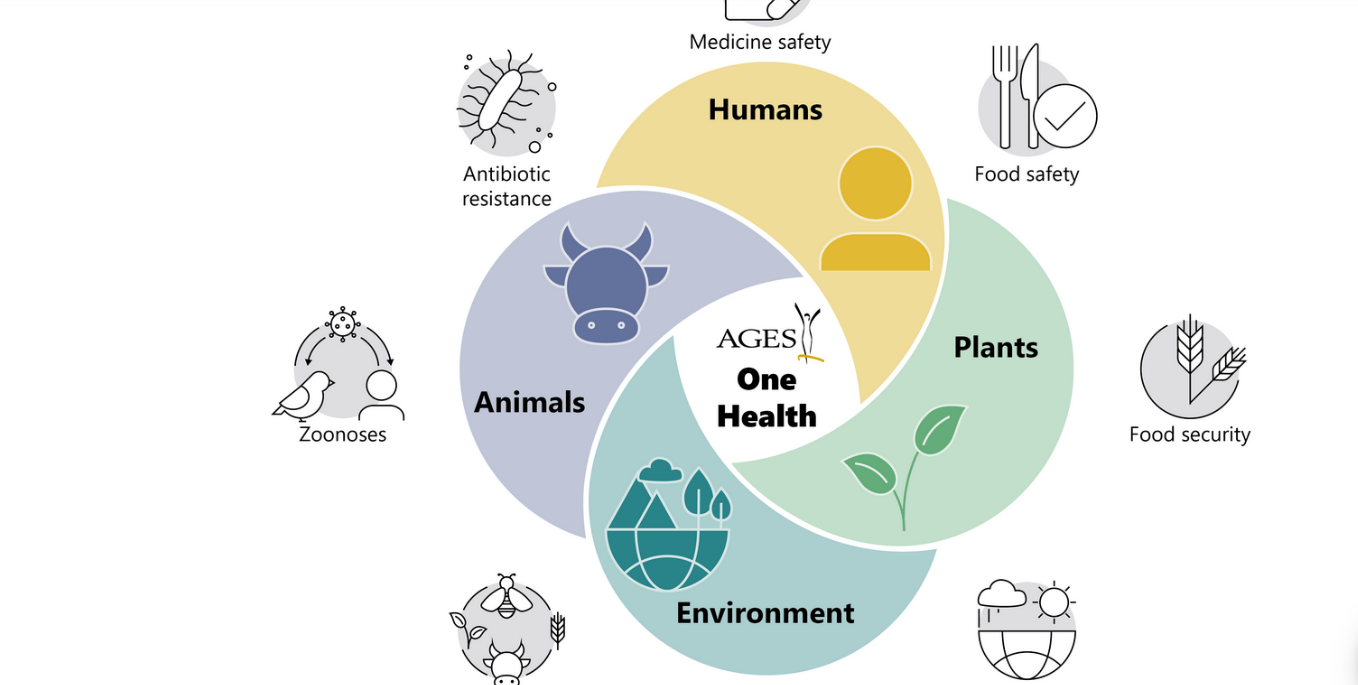 Medicine safety
Humans
Antibiotic
resistance
Food safety
Plants
AGES
One
Health
Animals
Zoonoses
Food security
Environment